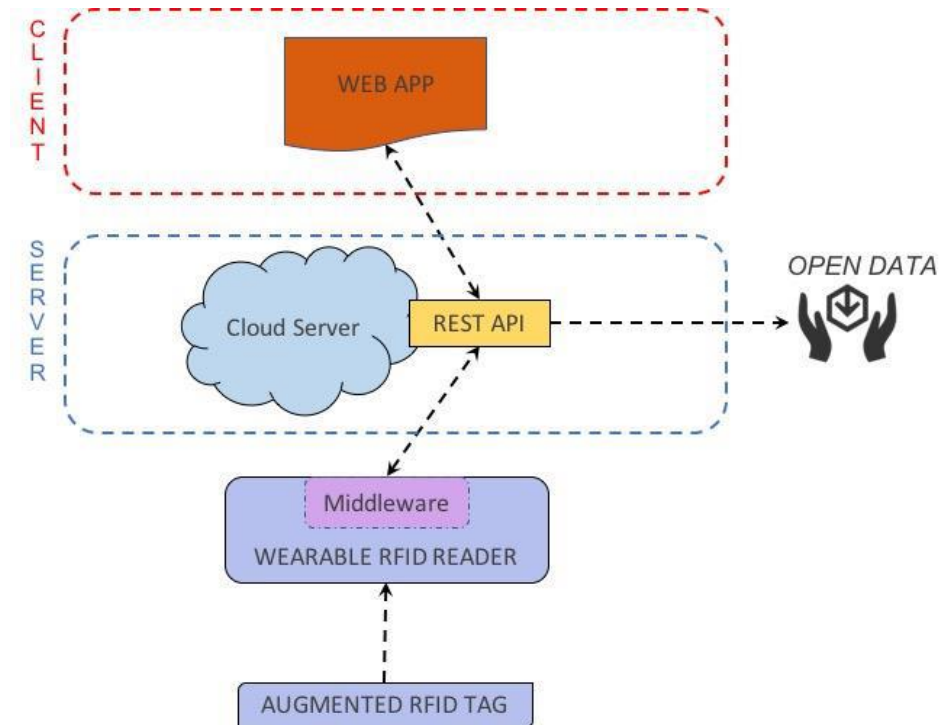 CLIENT
WEB APP
SERVER
OPEN DATA
Cloud Server
REST API
Middleware
WEARABLE RFID READER
AUGMENTED RFID TAG